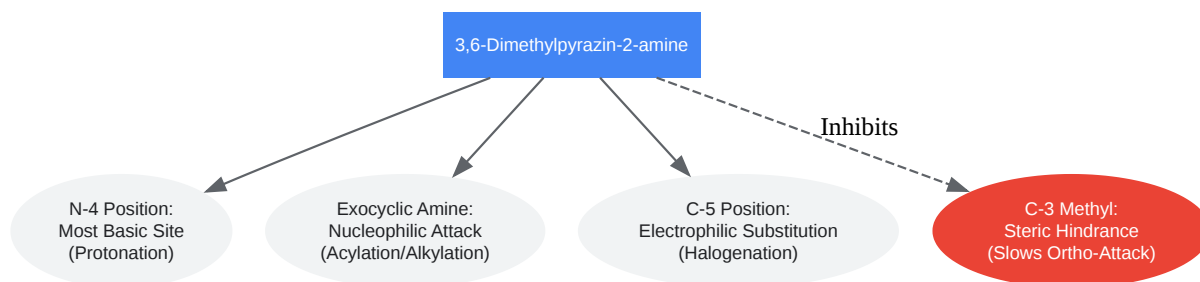 3,6-Dimethylpyrazin-2-amine
Inhibits
N-4 Position:
Most Basic Site
(Protonation)
Exocyclic Amine:
Nucleophilic Attack
(Acylation/Alkylation)
C-5 Position:
Electrophilic Substitution
(Halogenation)
C-3 Methyl:
Steric Hindrance
(Slows Ortho-Attack)